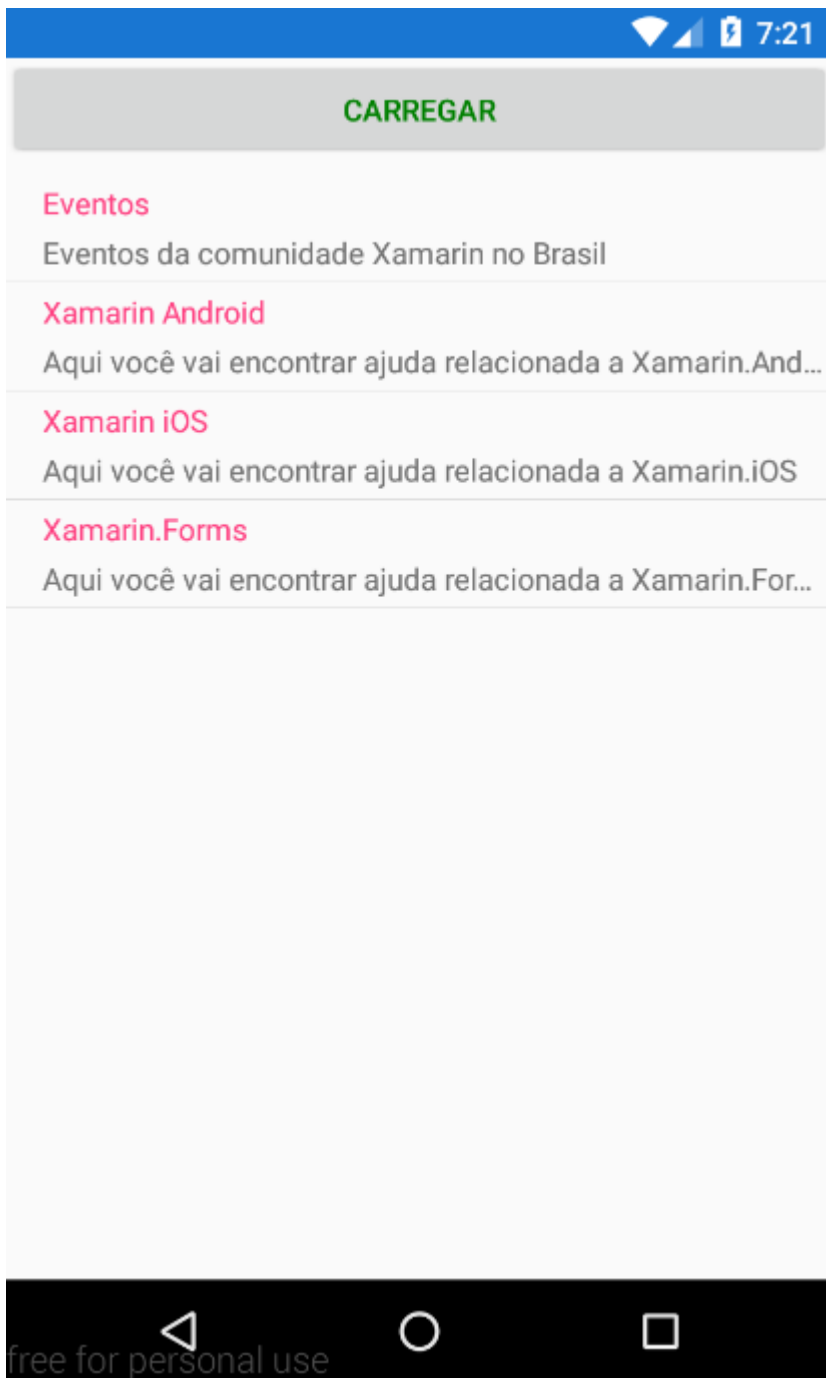 7:21
CARREGAR
Eventos
Eventos da comunidade Xamarin no Brasil
Xamarin Android
Aqui você vai encontrar ajuda relacionada a Xamarin.And...
Xamarin iOS
Aqui você vai encontrar ajuda relacionada a Xamarin.iOS
Xamarin.Forms
Aqui você vai encontrar ajuda relacionada a Xamarin.For...
free for personal use